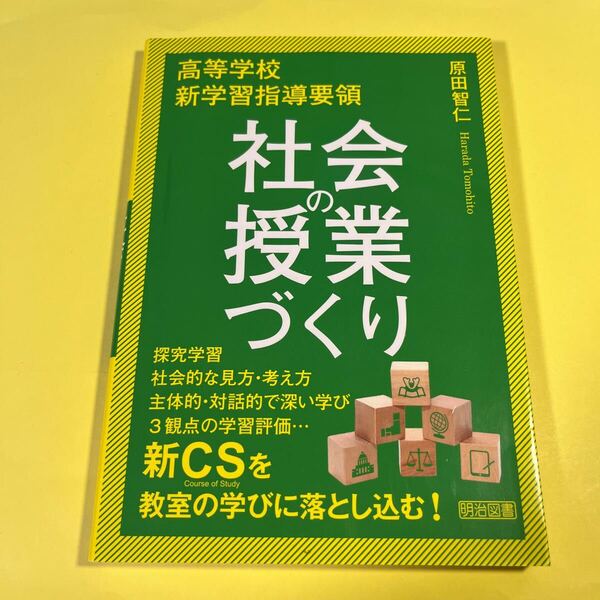 高等学校
新学習指導要領
社会
の
授業
づくり
原田智仁
Harada Tomohito
探究学習
社会的な見方・考え方
主体的・対話的で深い学び
3観点の学習評価…
新CSを
Course of Study
教室の学びに落とし込む!
明治図書